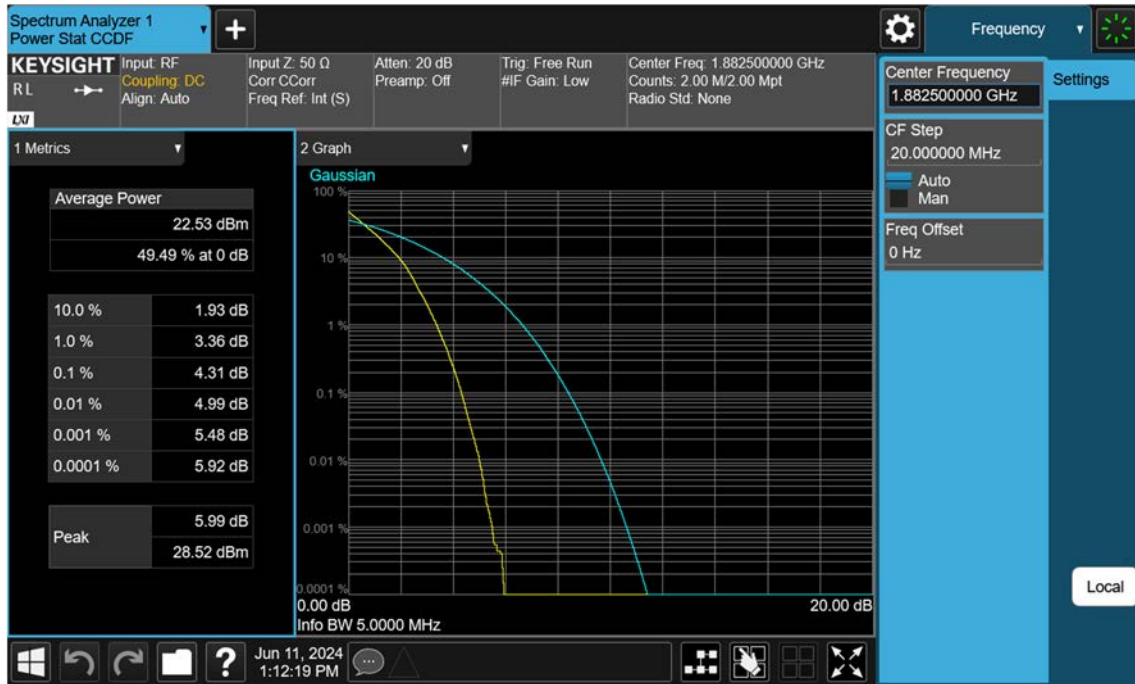 Spectrum Analyzer 1
Power Stat CCDF
Frequency
KEYSIGHT
RL
LXI
Input: RF
Coupling: DC
Align: Auto
Input Z: 50 Ω
Corr CCorr
Freq Ref: Int (S)
Atten: 20 dB
Preamp: Off
Trig: Free Run
#IF Gain: Low
Center Freq: 1.882500000 GHz
Counts: 2.00 M/2.00 Mpt
Radio Std: None
Center Frequency
1.882500000 GHz
Settings
CF Step
20.000000 MHz
Auto
Man
Freq Offset
0 Hz
1 Metrics
Average Power
22.53 dBm
49.49 % at 0 dB
10.0 % 1.93 dB
1.0 % 3.36 dB
0.1 % 4.31 dB
0.01 % 4.99 dB
0.001 % 5.48 dB
0.0001 % 5.92 dB
Peak
5.99 dB
28.52 dBm
2 Graph
Gaussian
100 %
10 %
1 %
0.1 %
0.01 %
0.001 %
0.0001 %
0.00 dB 20.00 dB
Info BW 5.0000 MHz
Local
?
Jun 11, 2024
1:12:19 PM